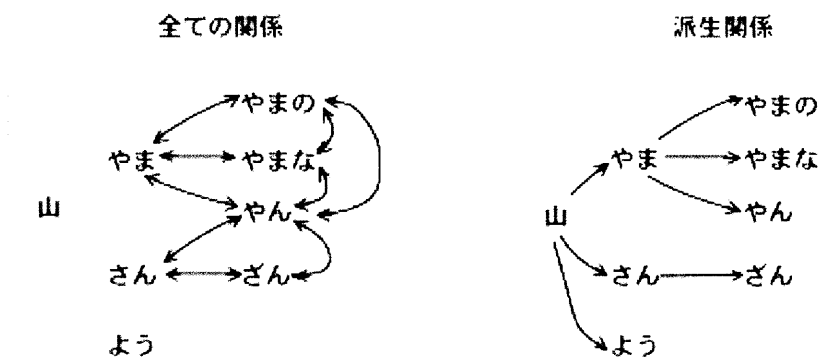 全ての関係
やまの
やま やまな
山 やん
さん ざん
よう
派生関係
やまの
やま やまな
山 やん
さん ざん
よう